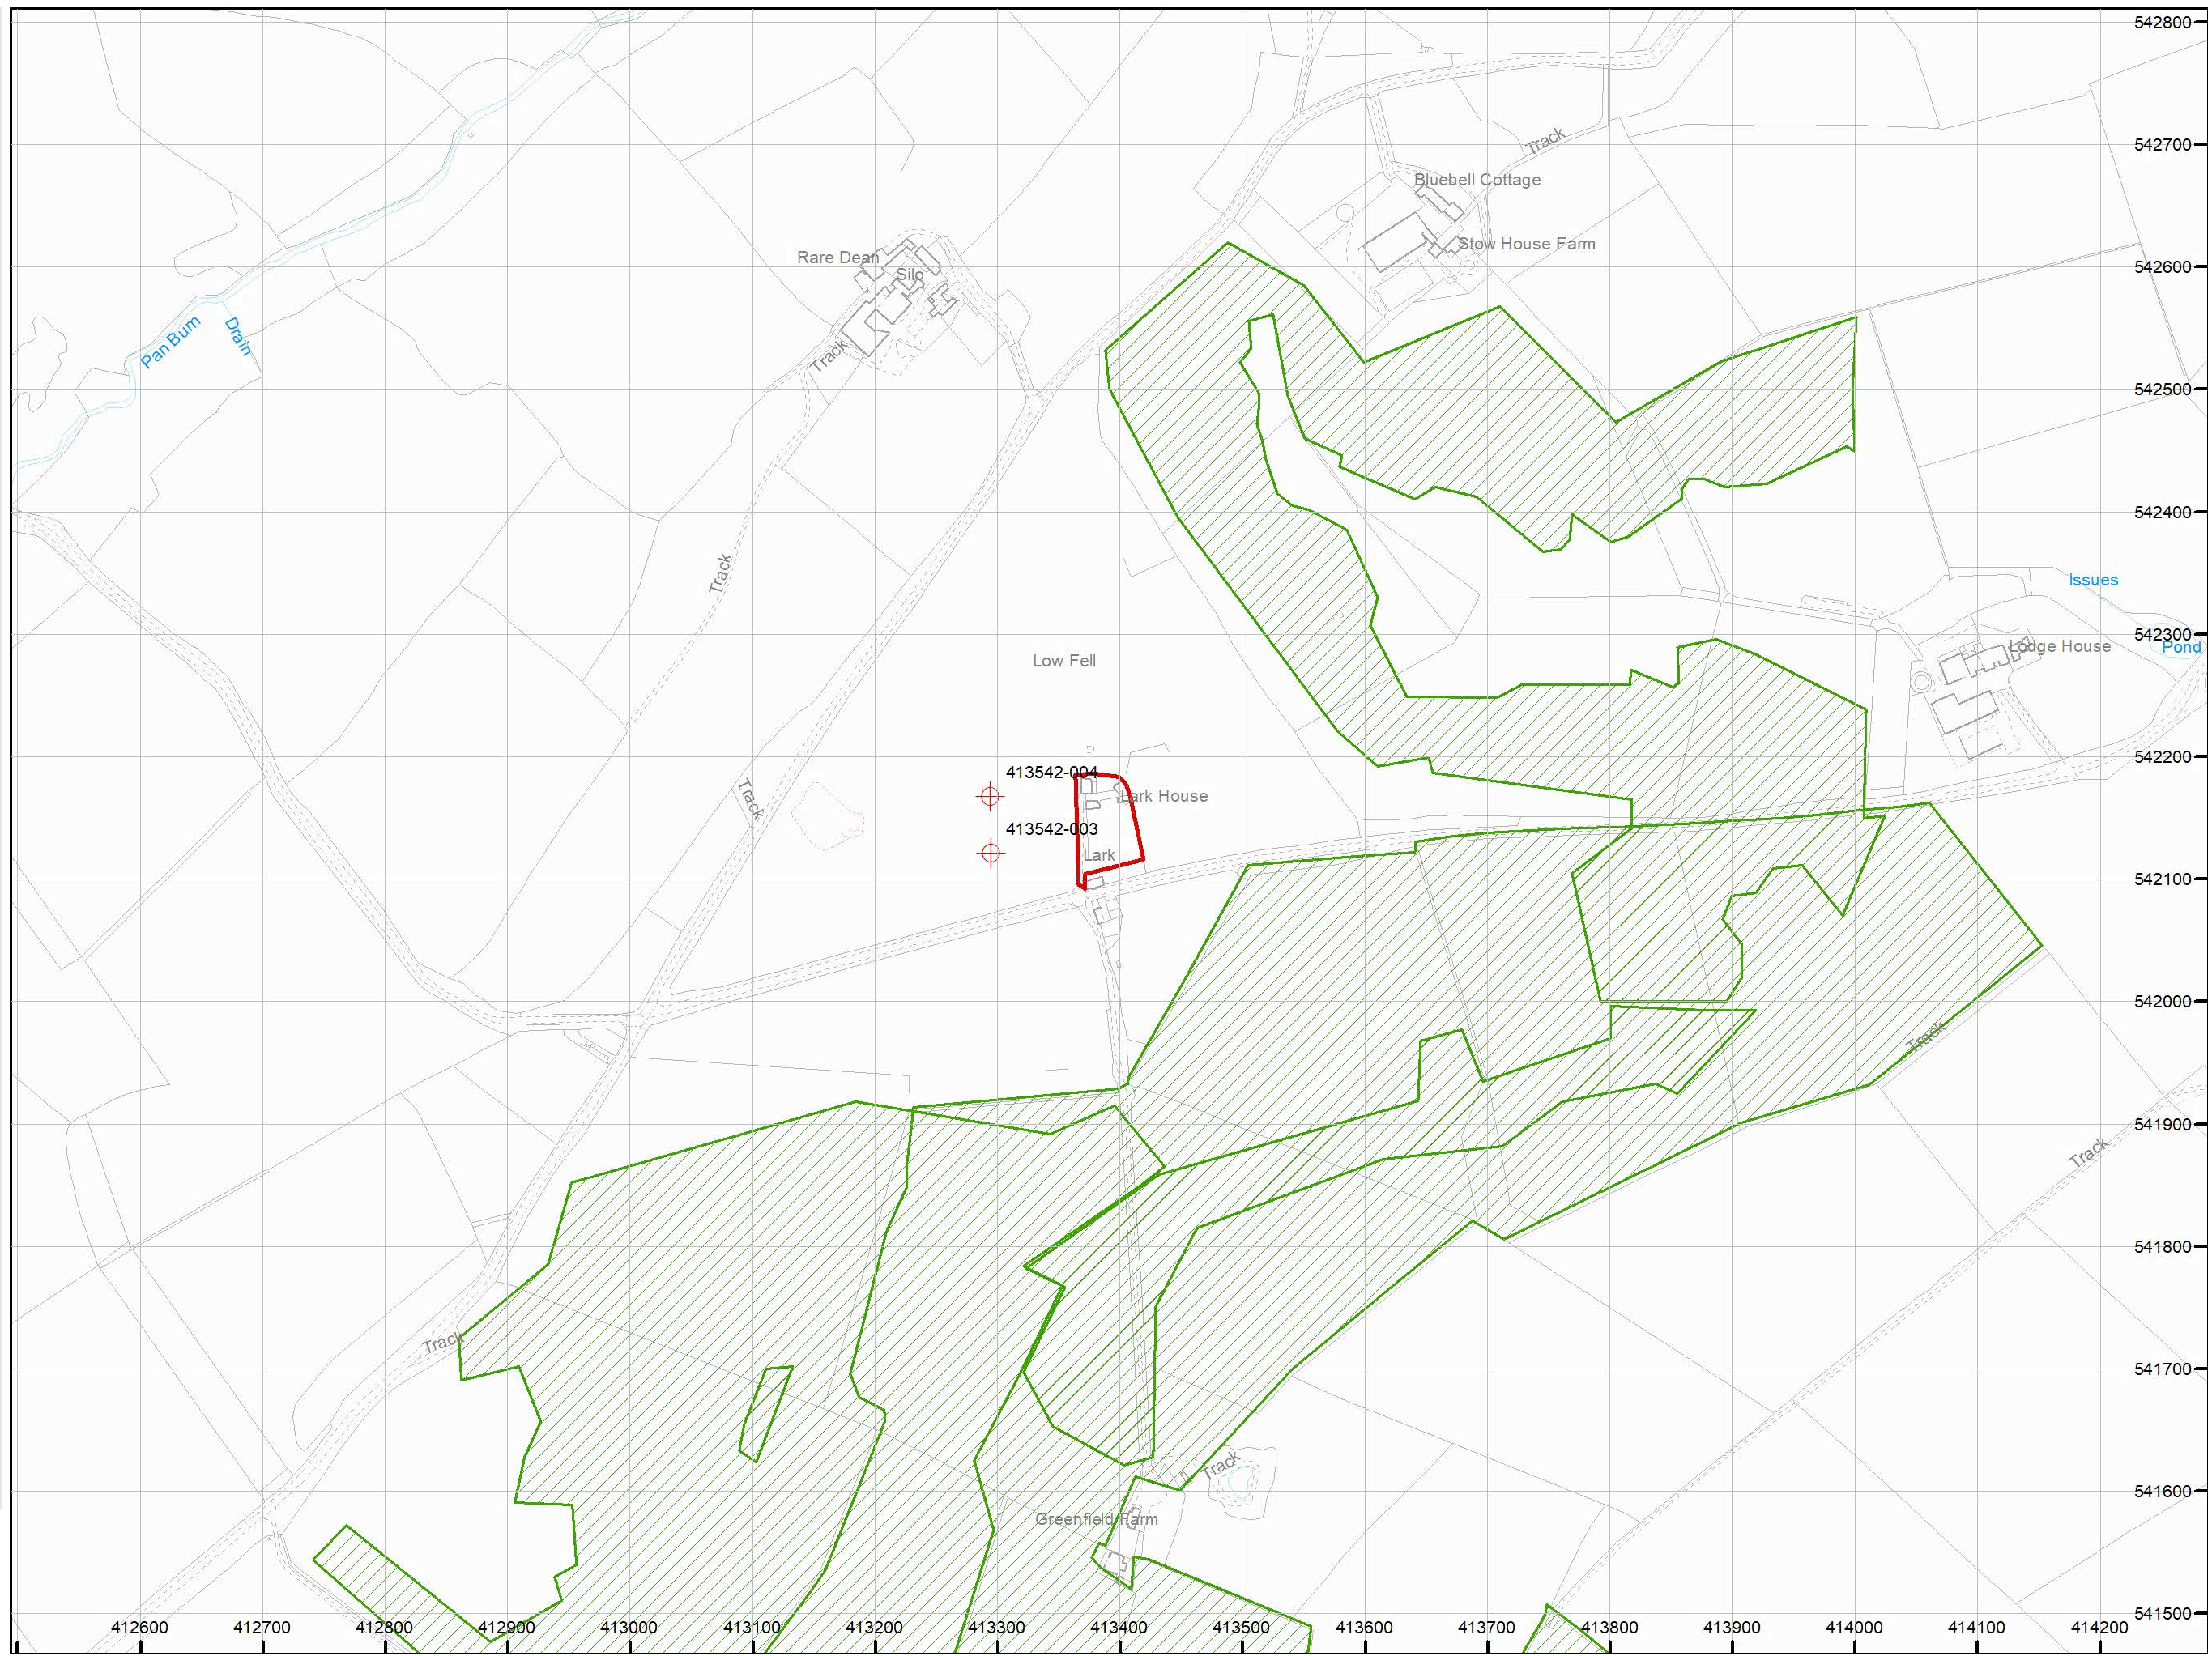 542800
542700
Track
Bluebell Cottage
Stow House Farm
Rare Dean
Silo
542600
Pan Burn
Drain
Track
542500
542400
Track
Issues
542300
Lodge House
Pond
Low Fell
542200
413542-004
Track
Lark House
413542-003
Lark
542100
542000
Track
541900
Track
541800
Track
541700
Track
541600
Greenfield Farm
541500
412600 412700 412800 412900 413000 413100 413200 413300 413400 413500 413600 413700 413800 413900 414000 414100 414200